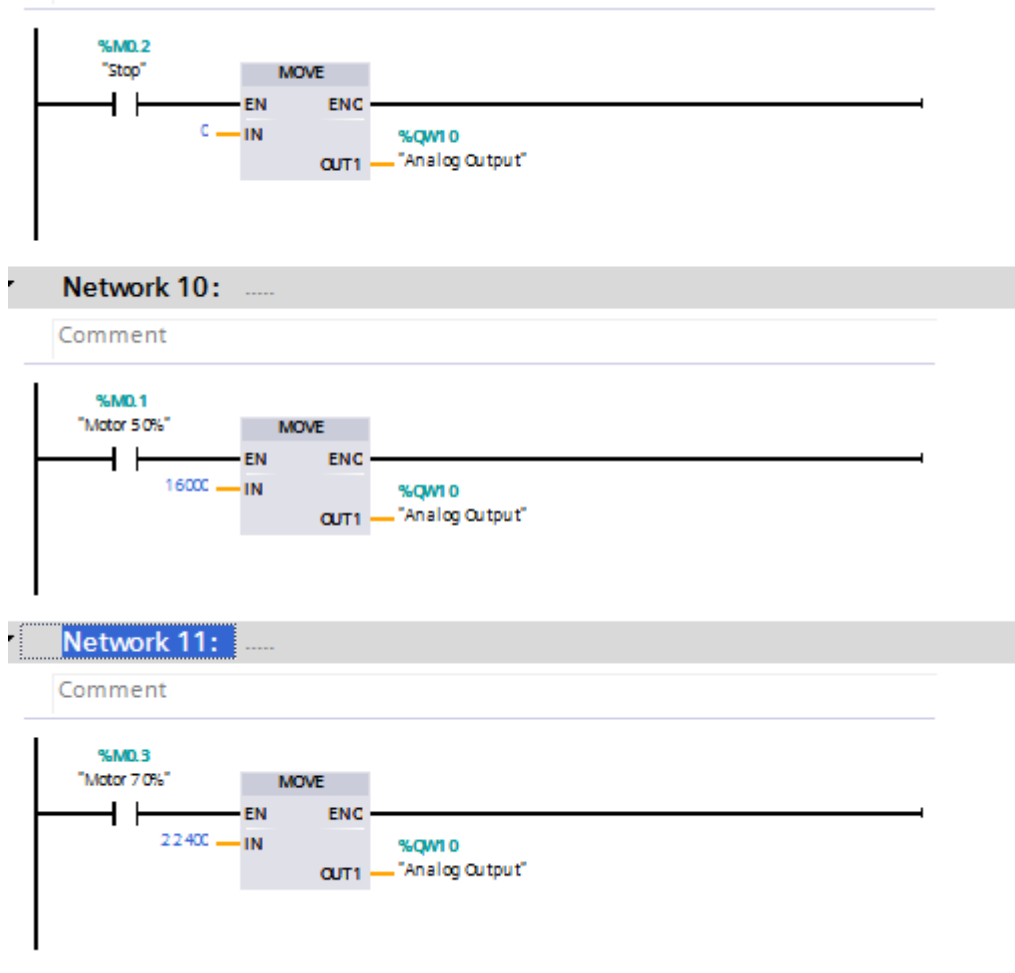 %M0.2
"Stop"
MOVE
EN ENO
0 IN
%QW10
OUT1 "Analog Output"
Network 10: .....
Comment
%M0.1
"Motor 50%"
MOVE
EN ENO
16000 IN
%QW10
OUT1 "Analog Output"
Network 11: .....
Comment
%M0.3
"Motor 70%"
MOVE
EN ENO
22400 IN
%QW10
OUT1 "Analog Output"